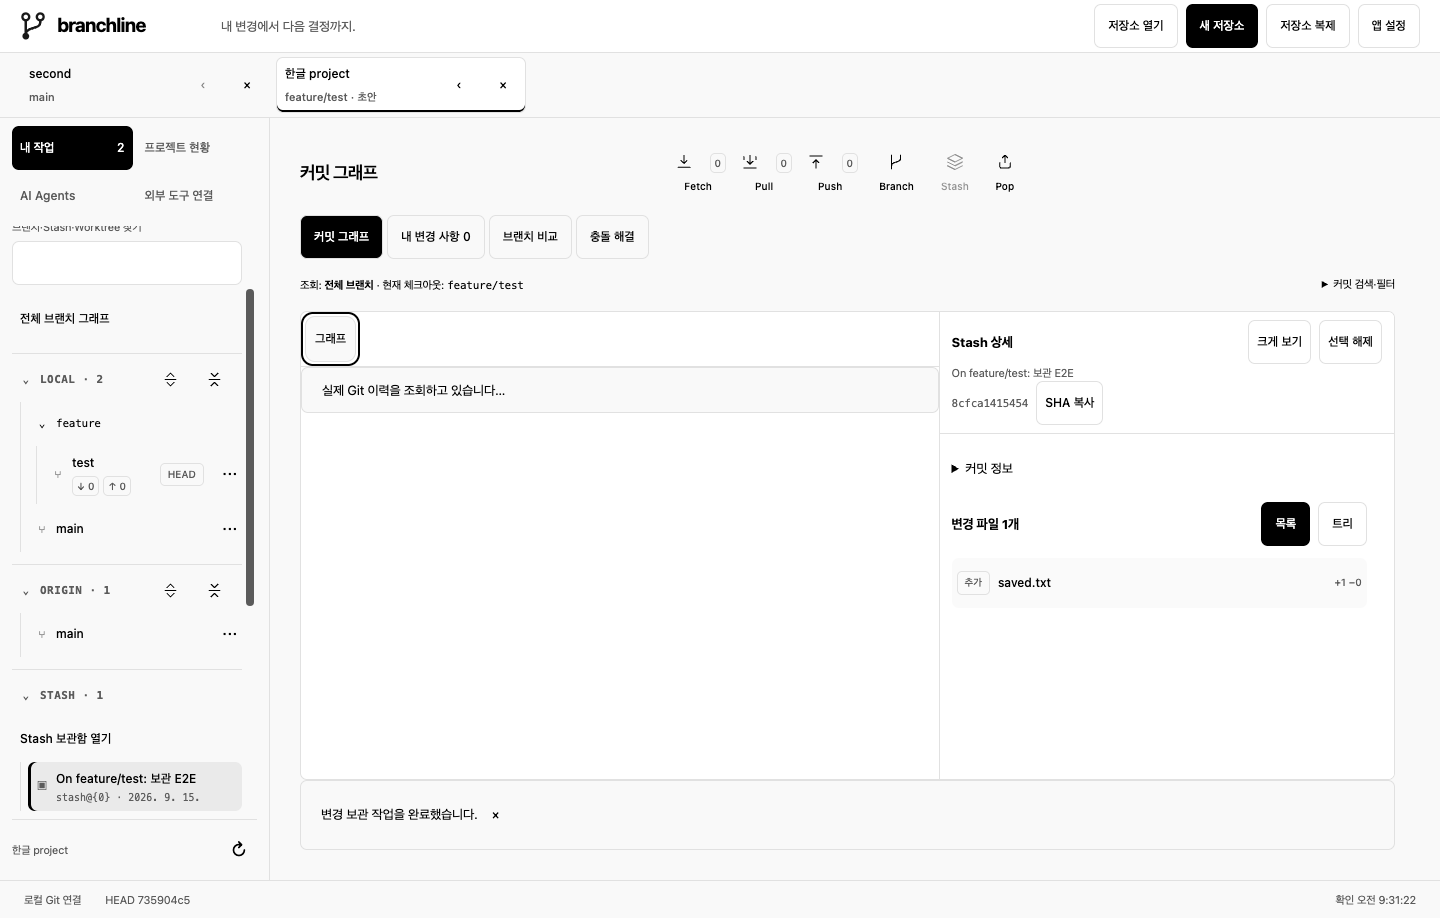 branchline
내 변경에서 다음 결정까지.
저장소 열기
새 저장소
저장소 복제
앱 설정
second
main
한글 project
feature/test · 초안
내 작업 2
프로젝트 현황
AI Agents
외부 도구 연결
브랜치·Stash·Worktree 찾기
전체 브랜치 그래프
LOCAL · 2
feature
test
↓ 0 ↑ 0
HEAD
main
ORIGIN · 1
main
STASH · 1
Stash 보관함 열기
On feature/test: 보관 E2E
stash@{0} · 2026. 9. 15.
한글 project
커밋 그래프
0 0 0
Fetch Pull Push Branch Stash Pop
커밋 그래프
내 변경 사항 0
브랜치 비교
충돌 해결
조회: 전체 브랜치 · 현재 체크아웃: feature/test
▶ 커밋 검색·필터
그래프
실제 Git 이력을 조회하고 있습니다...
Stash 상세
크게 보기
선택 해제
On feature/test: 보관 E2E
8cfca1415454
SHA 복사
▶ 커밋 정보
변경 파일 1개
목록
트리
추가 saved.txt +1 −0
변경 보관 작업을 완료했습니다. ×
로컬 Git 연결
HEAD 735904c5
확인 오전 9:31:22